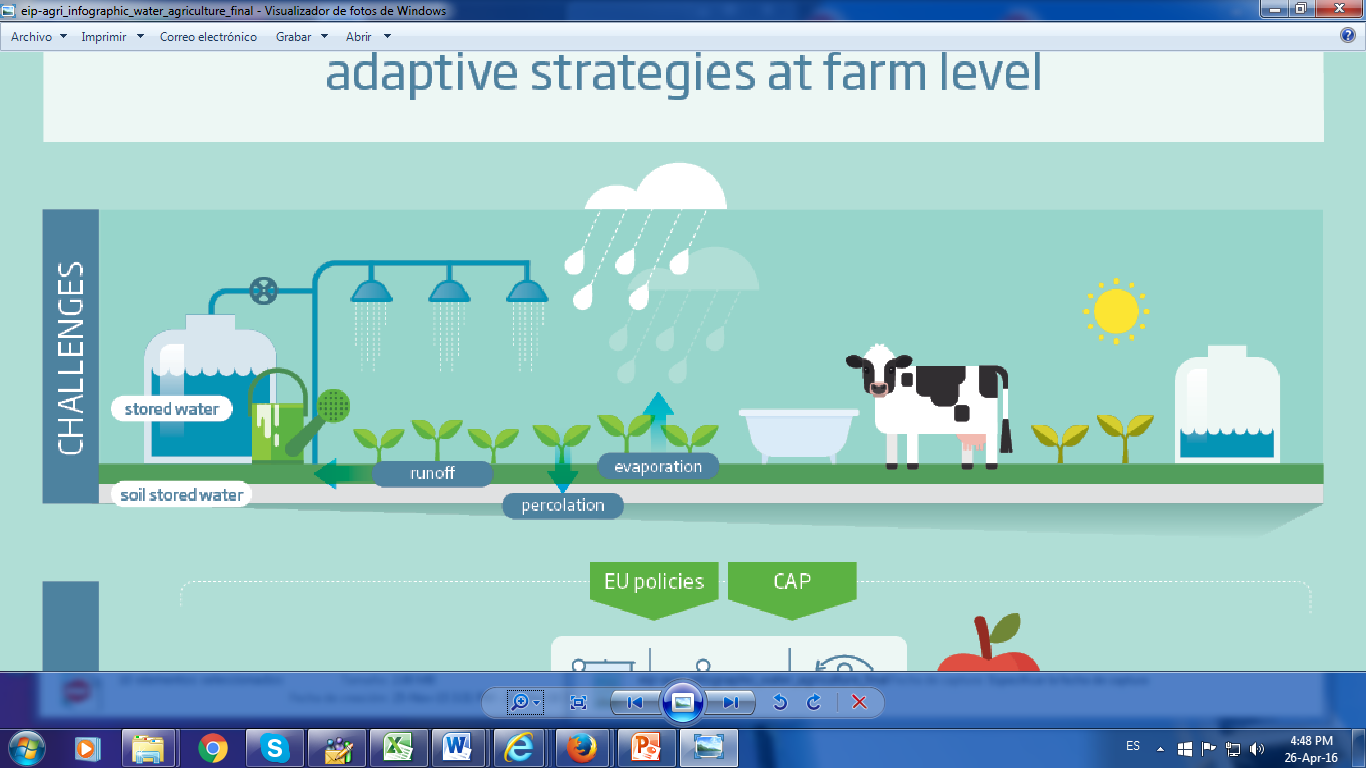 eip-agri_infographic_water_agriculture_final - Visualizador de fotos de Windows
Archivo Imprimir Correo electrónico Grabar Abrir
adaptive strategies at farm level
CHALLENGES
stored water
soil stored water
runoff
percolation
evaporation
EU policies
CAP
ES
4:48 PM
26-Apr-16